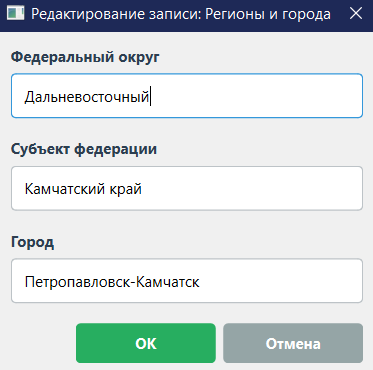 Редактирование записи: Регионы и города
Федеральный округ
Дальневосточный
Субъект федерации
Камчатский край
Город
Петропавловск-Камчатск
OK
Отмена